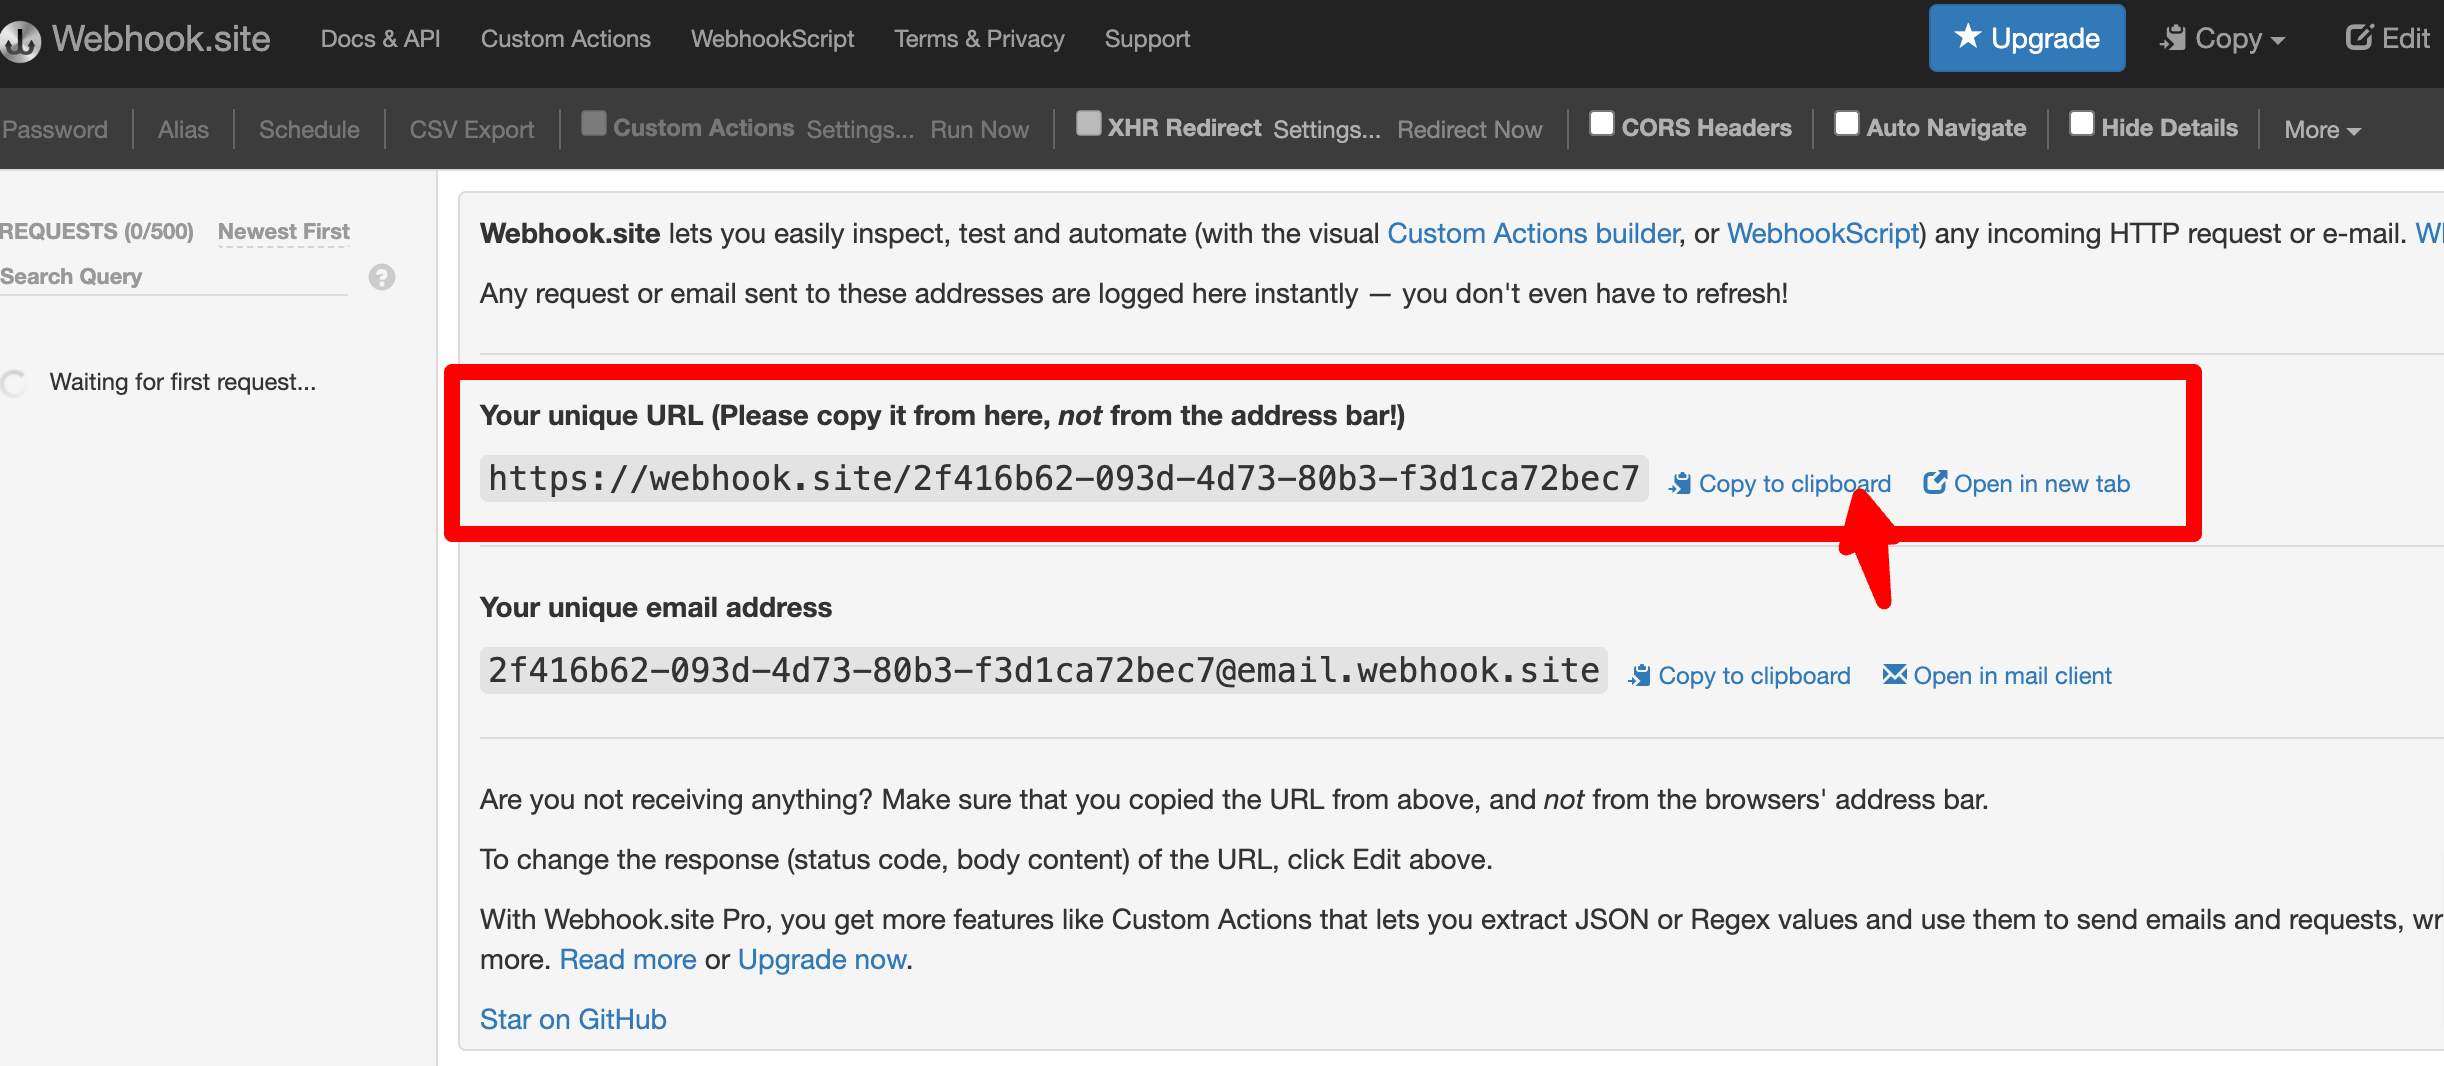 Webhook.site Docs & API Custom Actions WebhookScript Terms & Privacy Support Upgrade Copy Edit
Password Alias Schedule CSV Export Custom Actions Settings... Run Now XHR Redirect Settings... Redirect Now CORS Headers Auto Navigate Hide Details More
REQUESTS (0/500) Newest First
Search Query ?
Waiting for first request...
Webhook.site lets you easily inspect, test and automate (with the visual Custom Actions builder, or WebhookScript) any incoming HTTP request or e-mail.
Any request or email sent to these addresses are logged here instantly — you don't even have to refresh!
Your unique URL (Please copy it from here, not from the address bar!)
https://webhook.site/2f416b62-093d-4d73-80b3-f3d1ca72bec7 Copy to clipboard Open in new tab
Your unique email address
2f416b62-093d-4d73-80b3-f3d1ca72bec7@email.webhook.site Copy to clipboard Open in mail client
Are you not receiving anything? Make sure that you copied the URL from above, and not from the browsers' address bar.
To change the response (status code, body content) of the URL, click Edit above.
With Webhook.site Pro, you get more features like Custom Actions that lets you extract JSON or Regex values and use them to send emails and requests,
more. Read more or Upgrade now.
Star on GitHub